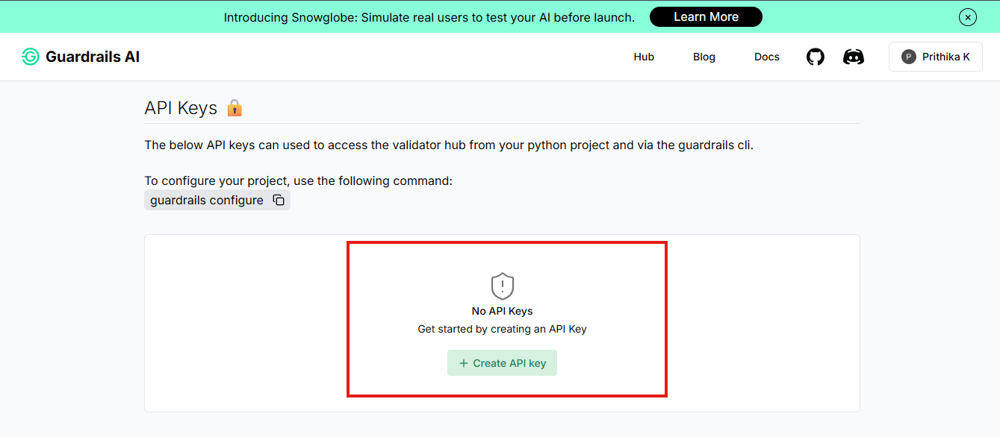 Introducing Snowglobe: Simulate real users to test your AI before launch. Learn More
Guardrails AI Hub Blog Docs P Prithika K
API Keys 🔒
The below API keys can used to access the validator hub from your python project and via the guardrails cli.
To configure your project, use the following command:
guardrails configure
No API Keys
Get started by creating an API Key
+ Create API key